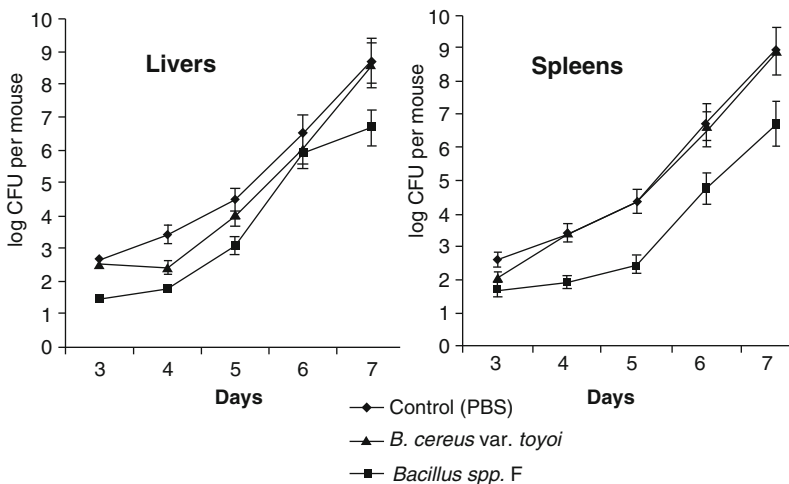 Livers
log CFU per mouse
10
9
8
7
6
5
4
3
2
1
0
3 4 5 6 7
Days
Spleens
log CFU per mouse
10
9
8
7
6
5
4
3
2
1
0
3 4 5 6 7
Days
Control (PBS)
B. cereus var. toyoi
Bacillus spp. F